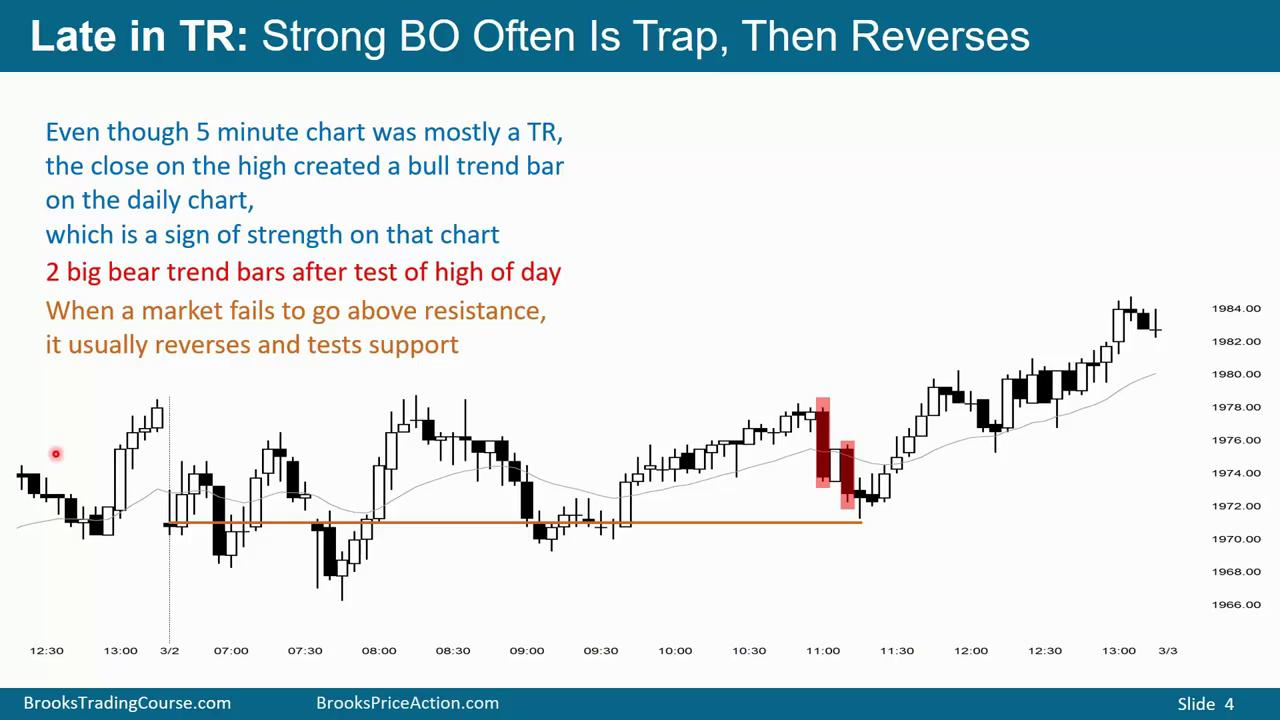 Late in TR: Strong BO Often Is Trap, Then Reverses
Even though 5 minute chart was mostly a TR,
the close on the high created a bull trend bar
on the daily chart,
which is a sign of strength on that chart
2 big bear trend bars after test of high of day
When a market fails to go above resistance,
it usually reverses and tests support
1984.00
1982.00
1980.00
1978.00
1976.00
1974.00
1972.00
1970.00
1968.00
1966.00
12:30 13:00 3/2 07:00 07:30 08:00 08:30 09:00 09:30 10:00 10:30 11:00 11:30 12:00 12:30 13:00 3/3
BrooksTradingCourse.com BrooksPriceAction.com Slide 4